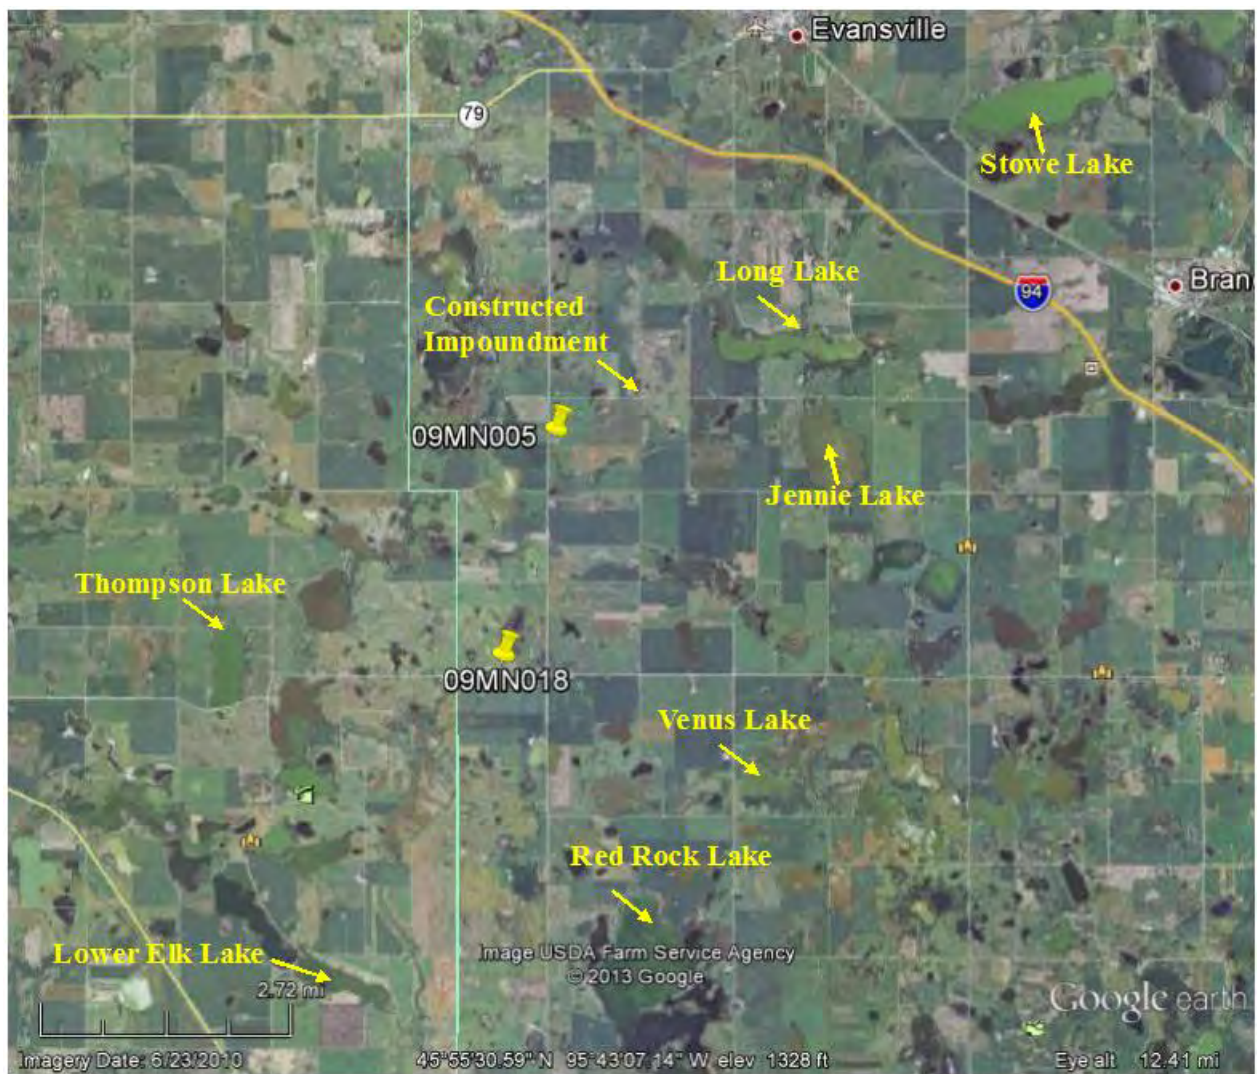 Evansville
79
Stowe Lake
Long Lake
Bran
94
Constructed
Impoundment
09MN005
Jennie Lake
Thompson Lake
09MN018
Venus Lake
Red Rock Lake
Lower Elk Lake
Image USDA Farm Service Agency
© 2013 Google
2.72 mi
Google earth
Imagery Date: 6/23/2010 45°55'30.59" N 95°43'07.14" W elev 1328 ft Eye alt 12.41 mi